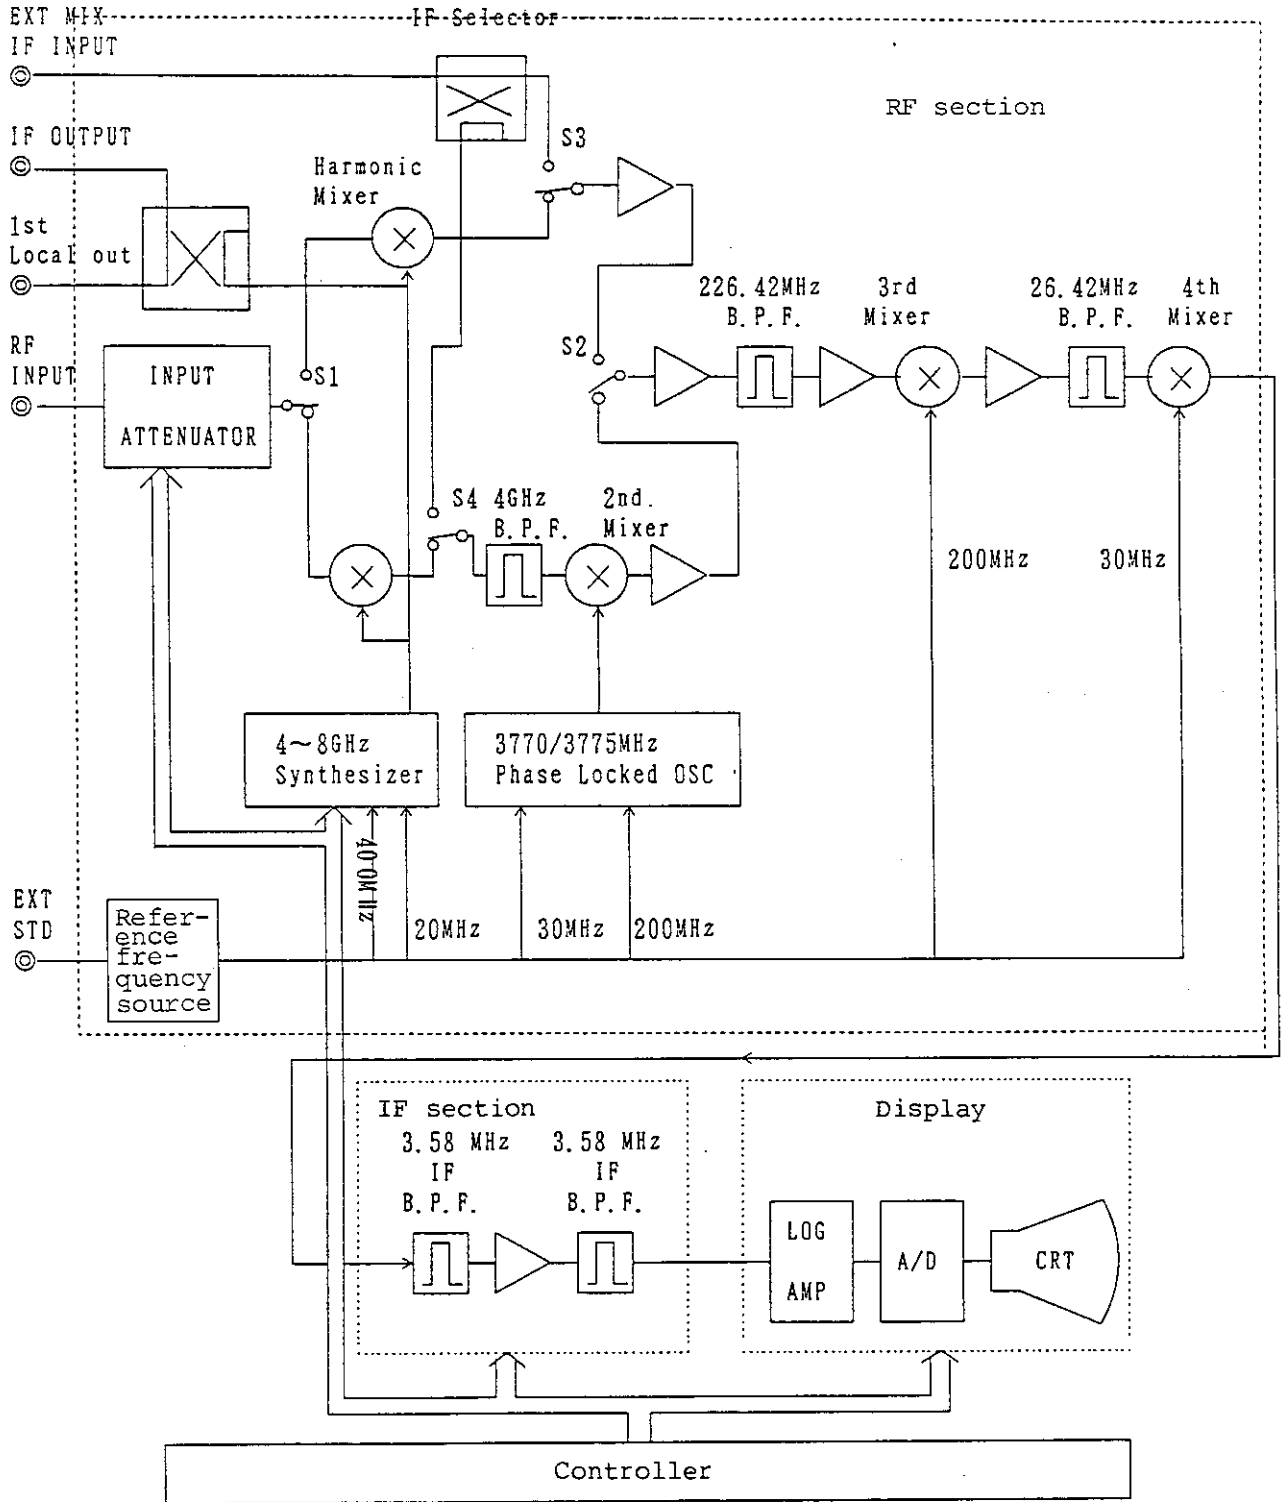 EXT MIX
IF Selector
IF INPUT
RF section
IF OUTPUT
S3
Harmonic
Mixer
1st
Local out
226.42MHz
B.P.F.
3rd
Mixer
26.42MHz
B.P.F.
4th
Mixer
RF
INPUT
INPUT
ATTENUATOR
S1
S2
S4
4GHz
B.P.F.
2nd.
Mixer
200MHz
30MHz
4~8GHz
Synthesizer
3770/3775MHz
Phase Locked OSC
400MHz
20MHz
30MHz
200MHz
EXT
STD
Refer-
ence
fre-
quency
source
IF section
3.58 MHz
IF
B.P.F.
3.58 MHz
IF
B.P.F.
Display
LOG
AMP
A/D
CRT
Controller